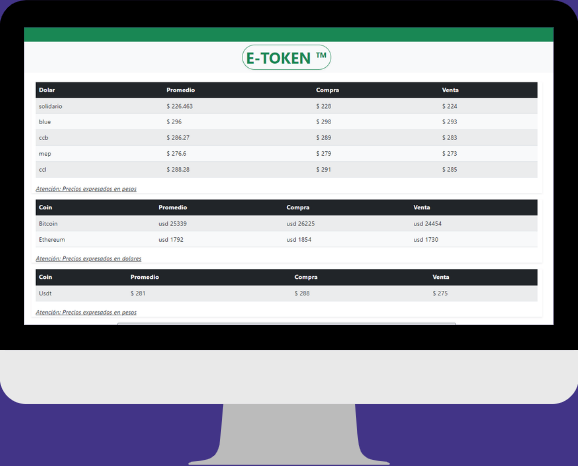 E-TOKEN ™
Dolar Promedio Compra Venta
solidario $ 226.463 $ 228 $ 224
blue $ 296 $ 298 $ 293
ccb $ 286.27 $ 289 $ 283
mep $ 276.6 $ 279 $ 273
ccl $ 288.28 $ 291 $ 285
Atención: Precios expresados en pesos
Coin Promedio Compra Venta
Bitcoin usd 25339 usd 26225 usd 24454
Ethereum usd 1792 usd 1854 usd 1730
Atención: Precios expresados en dolares
Coin Promedio Compra Venta
Usdt $ 281 $ 288 $ 275
Atención: Precios expresados en pesos